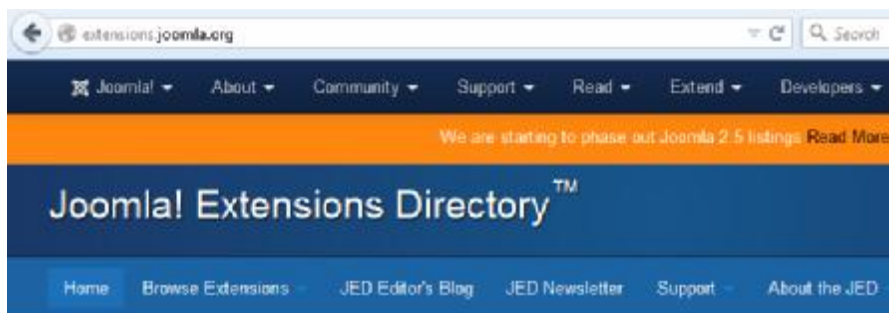 extensions.joomla.org Search
Joomla! About Community Support Read Extend Developers
We are starting to phase out Joomla 2.5 listings Read More
Joomla! Extensions Directory™
Home Browse Extensions JED Editor's Blog JED Newsletter Support About the JED